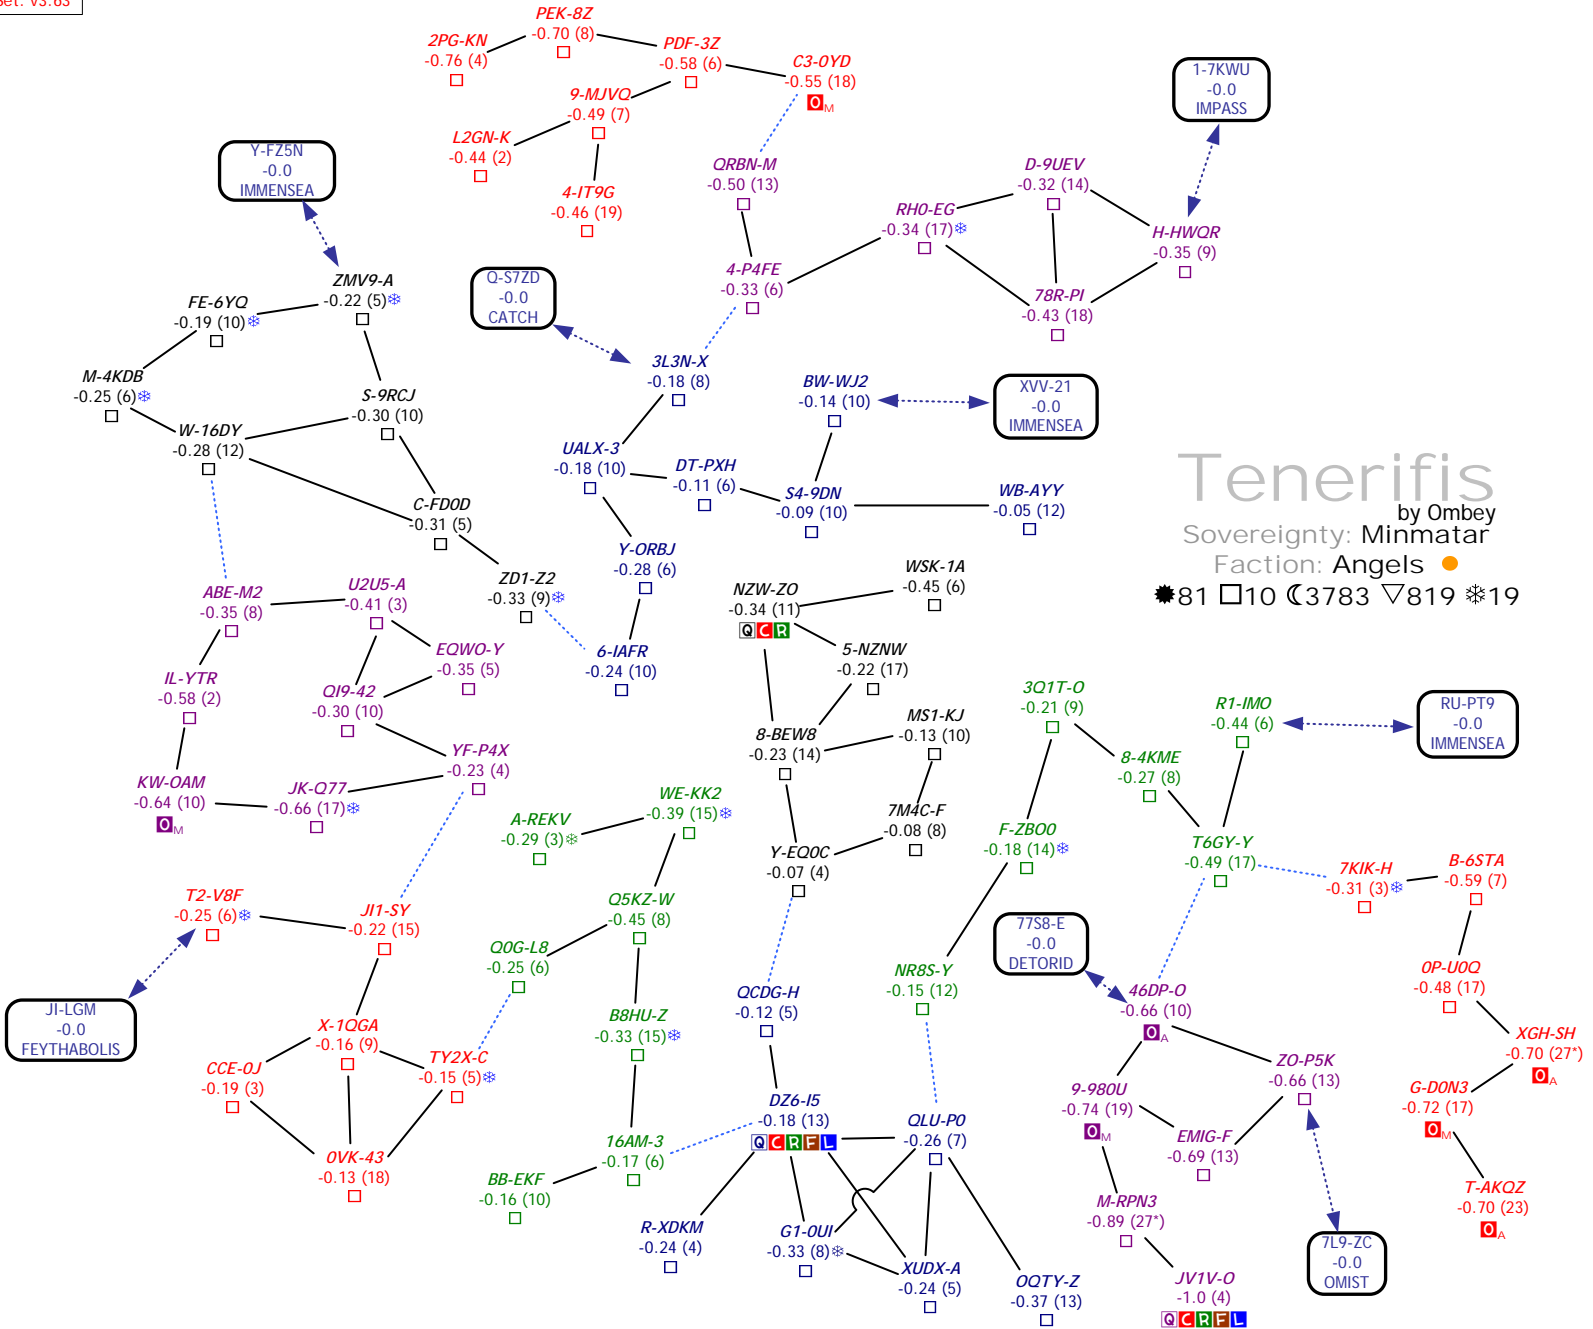 Set: v3.63
PEK-8Z
-0.70 (8)
2PG-KN
-0.76 (4)
PDF-3Z
-0.58 (6)
C3-0YD
-0.55 (18)
0M
9-MJVQ
-0.49 (7)
L2GN-K
-0.44 (2)
4-IT9G
-0.46 (19)
1-7KWU
-0.0
IMPASS
Y-FZ5N
-0.0
IMMENSEA
QRBN-M
-0.50 (13)
D-9UEV
-0.32 (14)
RH0-EG
-0.34 (17)❄
H-HWQR
-0.35 (9)
4-P4FE
-0.33 (6)
78R-PI
-0.43 (18)
Q-S7ZD
-0.0
CATCH
ZMV9-A
-0.22 (5)❄
FE-6YQ
-0.19 (10)❄
M-4KDB
-0.25 (6)❄
S-9RCJ
-0.30 (10)
W-16DY
-0.28 (12)
3L3N-X
-0.18 (8)
BW-WJ2
-0.14 (10)
XVV-21
-0.0
IMMENSEA
UALX-3
-0.18 (10)
DT-PXH
-0.11 (6)
S4-9DN
-0.09 (10)
WB-AYY
-0.05 (12)
Tenerifis
by Ombey
Sovereignty: Minmatar
Faction: Angels
81 10 3783 819 ❄19
C-FD0D
-0.31 (5)
Y-ORBJ
-0.28 (6)
ZD1-Z2
-0.33 (9)❄
6-IAFR
-0.24 (10)
NZW-ZO
-0.34 (11)
Q C R
WSK-1A
-0.45 (6)
5-NZNW
-0.22 (17)
ABE-M2
-0.35 (8)
U2U5-A
-0.41 (3)
EQWO-Y
-0.35 (5)
IL-YTR
-0.58 (2)
QI9-42
-0.30 (10)
YF-P4X
-0.23 (4)
KW-OAM
-0.64 (10)
0M
JK-Q77
-0.66 (17)❄
8-BEW8
-0.23 (14)
MS1-KJ
-0.13 (10)
7M4C-F
-0.08 (8)
Y-EQ0C
-0.07 (4)
3Q1T-O
-0.21 (9)
8-4KME
-0.27 (8)
R1-IMO
-0.44 (6)
RU-PT9
-0.0
IMMENSEA
WE-KK2
-0.39 (15)❄
A-REKV
-0.29 (3)❄
F-ZBO0
-0.18 (14)❄
T6GY-Y
-0.49 (17)
7KIK-H
-0.31 (3)❄
B-6STA
-0.59 (7)
T2-V8F
-0.25 (6)❄
JI1-SY
-0.22 (15)
Q5KZ-W
-0.45 (8)
Q0G-L8
-0.25 (6)
77S8-E
-0.0
DETORID
NR8S-Y
-0.15 (12)
46DP-O
-0.66 (10)
0A
0P-U0Q
-0.48 (17)
JI-LGM
-0.0
FEYTHABOLIS
QCDG-H
-0.12 (5)
B8HU-Z
-0.33 (15)❄
X-1QGA
-0.16 (9)
TY2X-C
-0.15 (5)❄
CCE-0J
-0.19 (3)
XGH-SH
-0.70 (27*)
0A
ZO-P5K
-0.66 (13)
9-980U
-0.74 (19)
0M
G-D0N3
-0.72 (17)
0M
DZ6-I5
-0.18 (13)
Q C R F L
QLU-P0
-0.26 (7)
EMIG-F
-0.69 (13)
0VK-43
-0.13 (18)
16AM-3
-0.17 (6)
BB-EKF
-0.16 (10)
T-AKQZ
-0.70 (23)
0A
M-RPN3
-0.89 (27*)
R-XDKM
-0.24 (4)
G1-0UI
-0.33 (8)❄
XUDX-A
-0.24 (5)
OQTY-Z
-0.37 (13)
7L9-ZC
-0.0
OMIST
JV1V-O
-1.0 (4)
Q C R F L